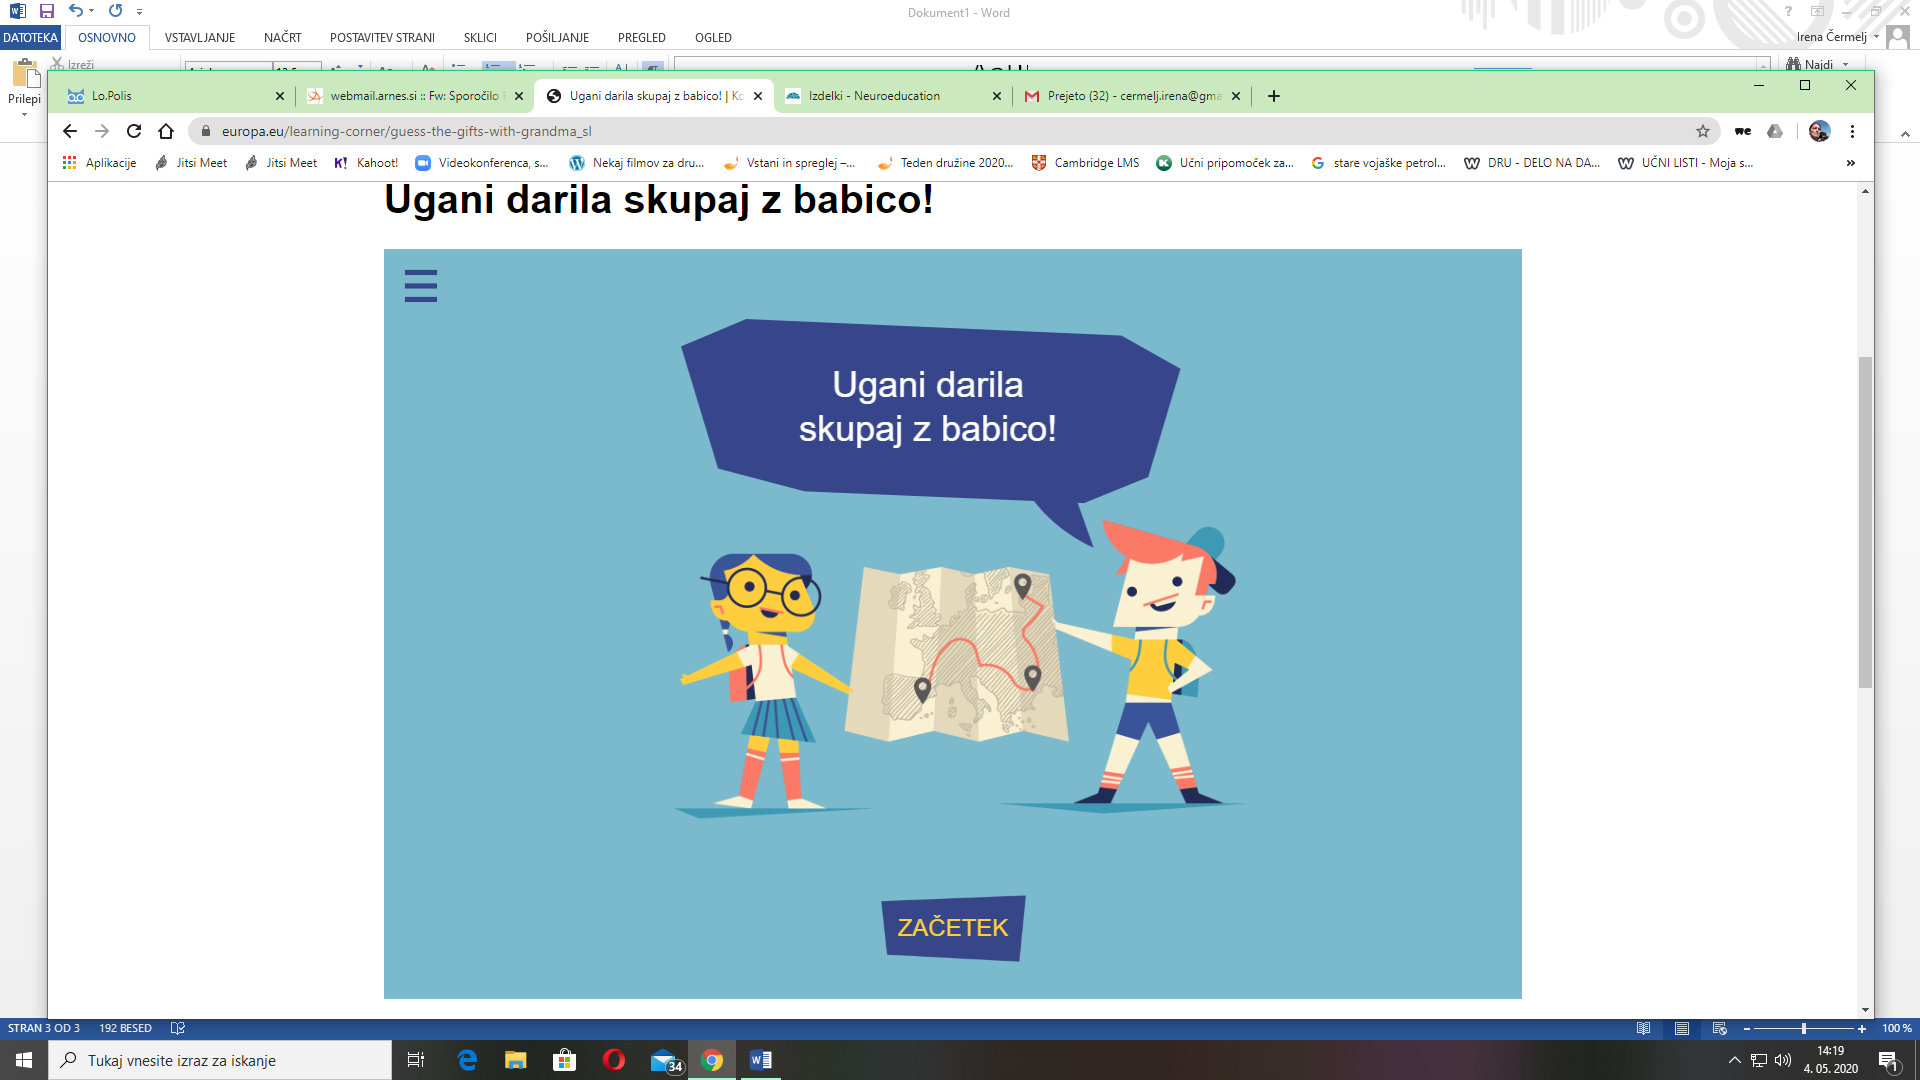 Dokument1 - Word
DATOTEKA OSNOVNO VSTAVLJANJE NAČRT POSTAVITEV STRANI SKLICI POŠILJANJE PREGLED OGLED
Irena Čermelj
Izreži
Prilepi
Najdi
Lo.Polis
webmail.arnes.si :: Fw: Sporočilo
Ugani darila skupaj z babico! | Ko
Izdelki - Neuroeducation
Prejeto (32) - cermelj.irena@gma
europa.eu/learning-corner/guess-the-gifts-with-grandma_sl
Aplikacije Jitsi Meet Jitsi Meet Kahoot! Videokonferenca, s... Nekaj filmov za dru... Vstani in spreglej –... Teden družine 2020... Cambridge LMS Učni pripomoček za... stare vojaške petrol... DRU - DELO NA DA... UČNI LISTI - Moja s... »
Ugani darila skupaj z babico!
Ugani darila
skupaj z babico!
ZAČETEK
STRAN 3 OD 3 192 BESED
100 %
Tukaj vnesite izraz za iskanje
34
14:19
4. 05. 2020
1